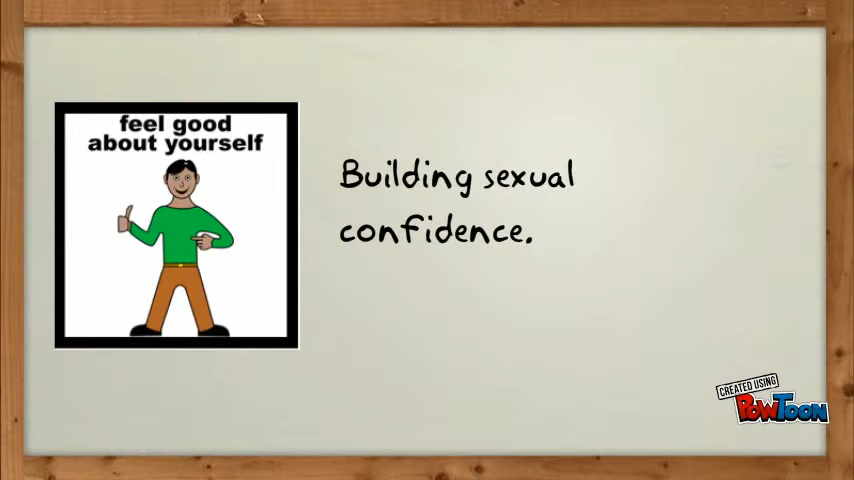 feel good
about yourself
Building sexual
confidence.
CREATED USING
POWTOON